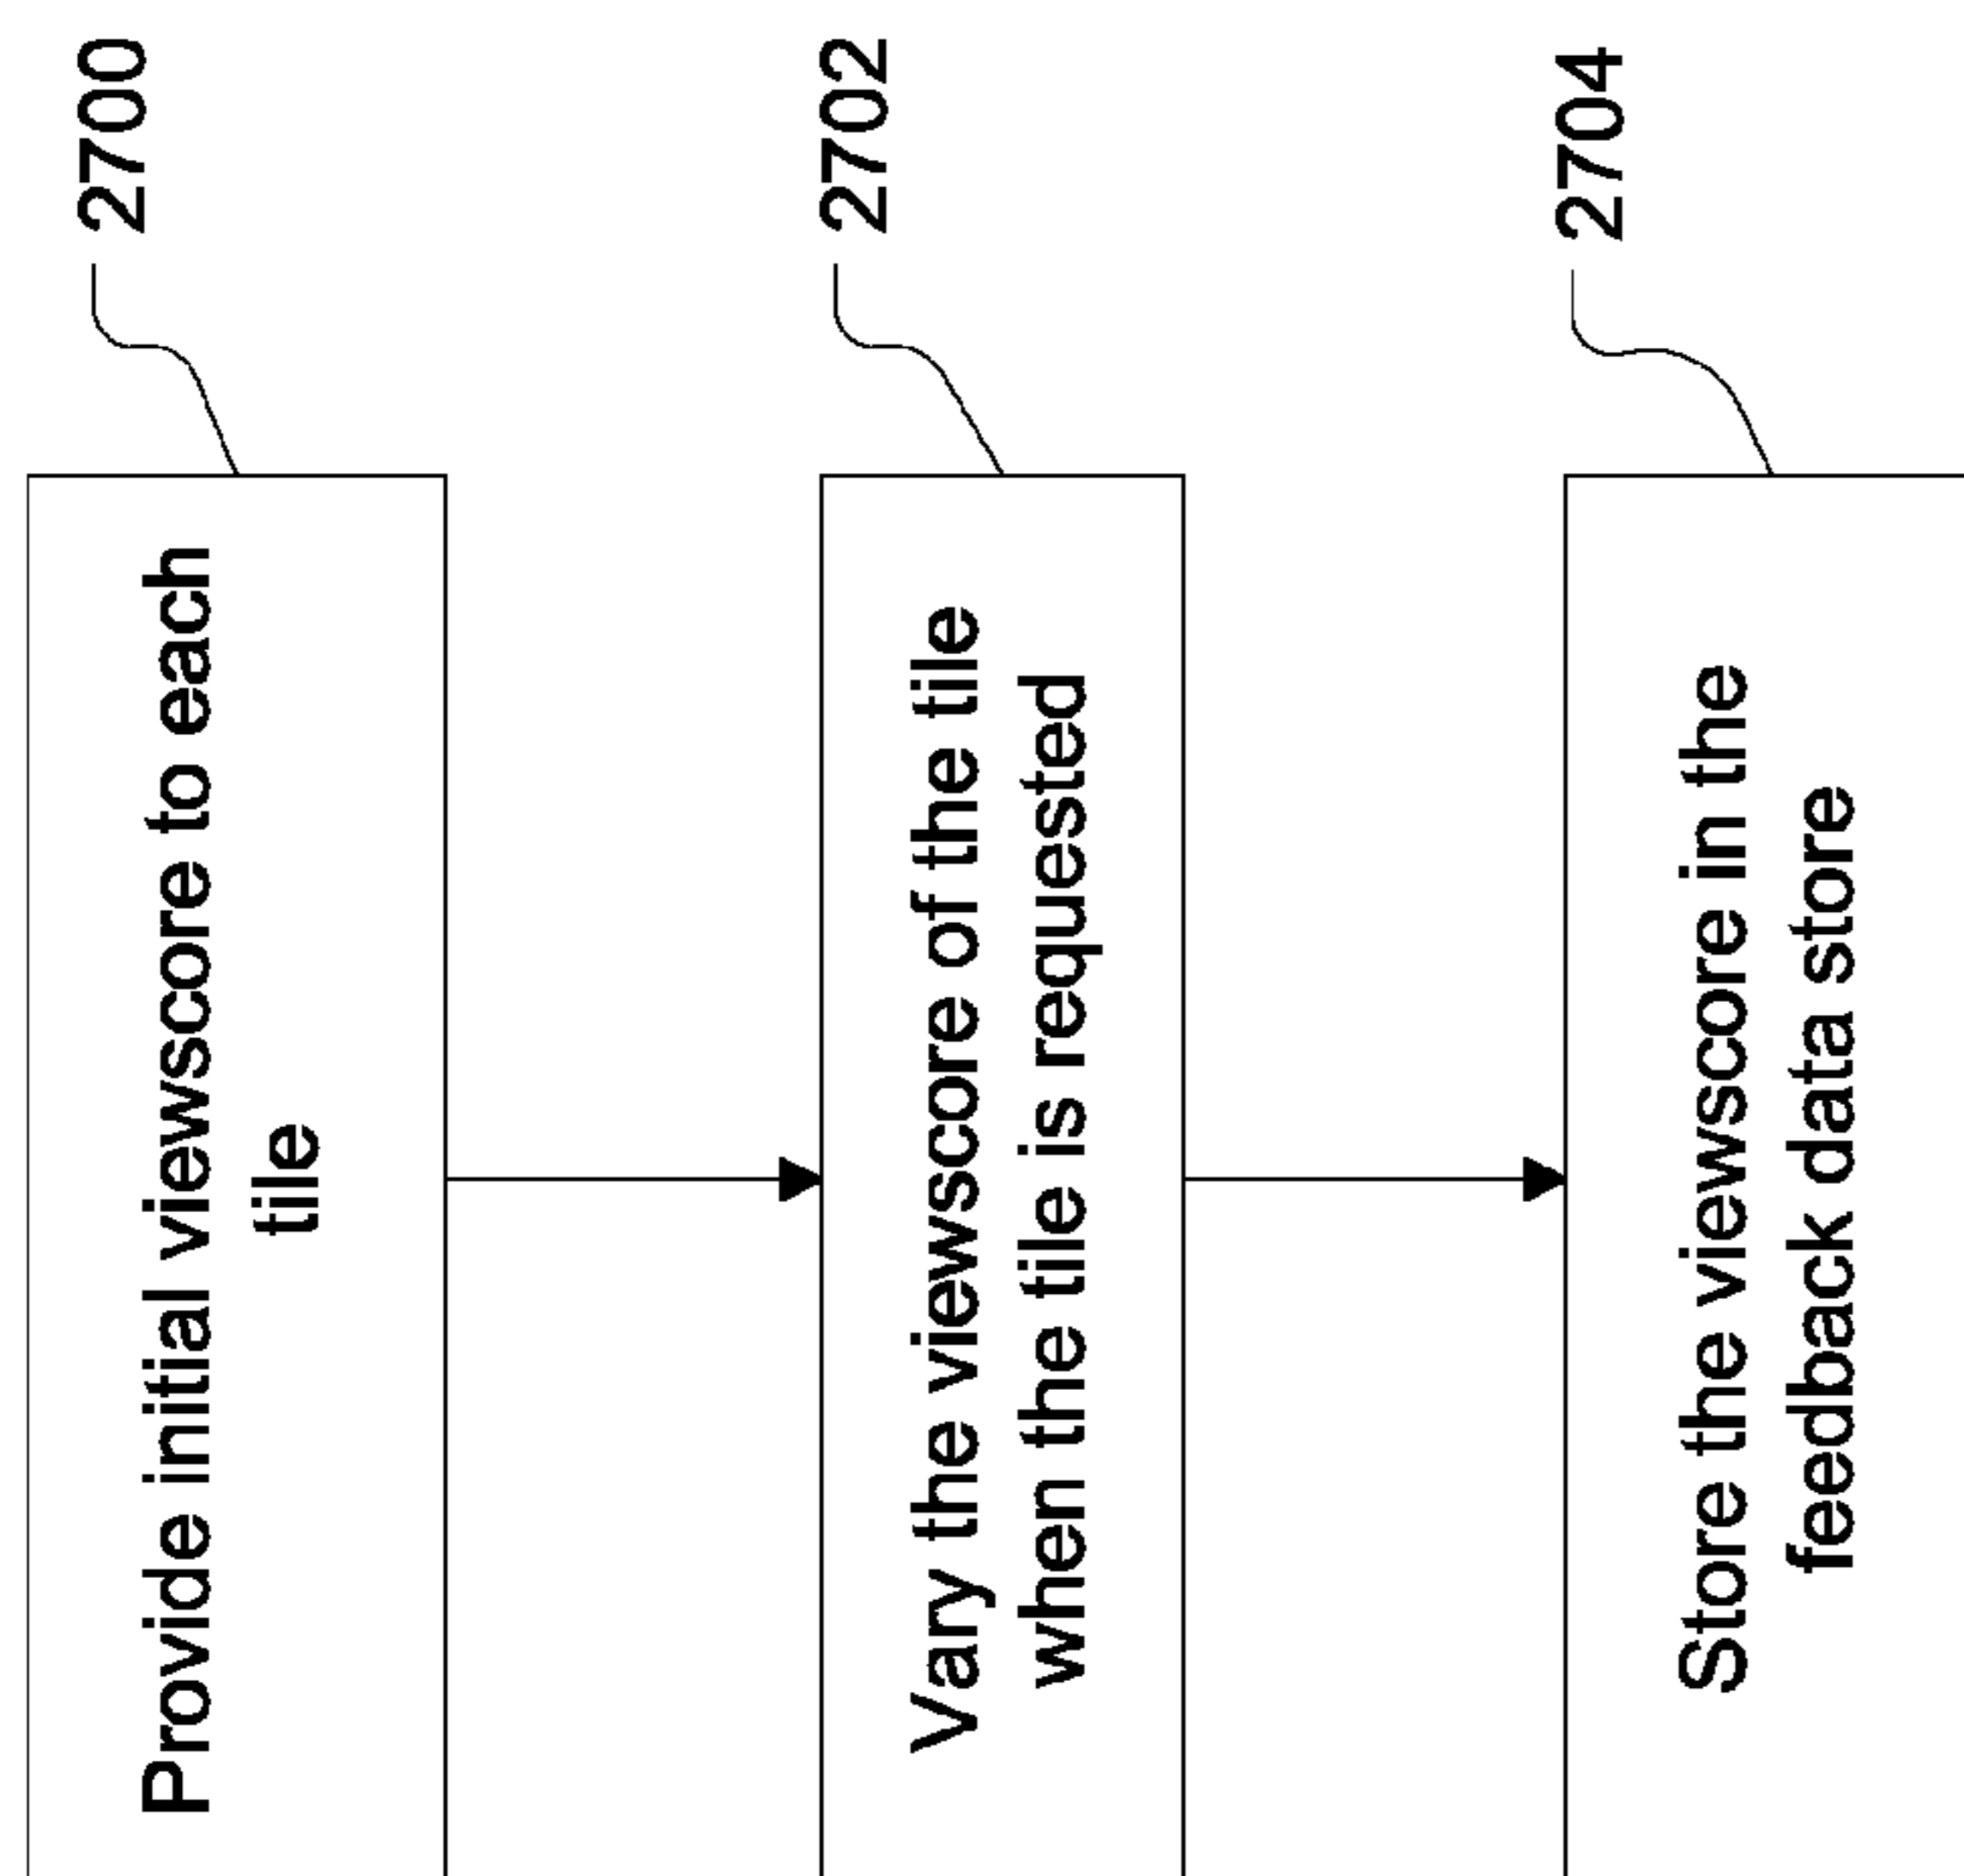 Provide initial viewscore to each
tile
2700
Vary the viewscore of the tile
when the tile is requested
2702
Store the viewscore in the
feedback data store
2704